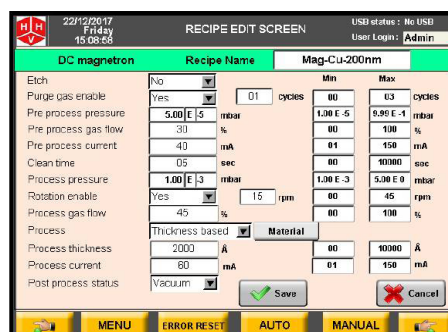 HHV
22/12/2017
Friday
15:08:58
RECIPE EDIT SCREEN
USB status : No USB
User Login : Admin
DC magnetron Recipe Name Mag-Cu-200nm
Min Max
Etch No
Purge gas enable Yes 01 cycles 00 03 cycles
Pre process pressure 5.00 E -5 mbar 1.00 E -5 9.99 E -1 mbar
Pre process gas flow 30 % 00 100 %
Pre process current 40 mA 01 150 mA
Clean time 05 sec 00 10000 sec
Process pressure 1.00 E -3 mbar 1.00 E -3 5.00 E 0 mbar
Rotation enable Yes 15 rpm 00 45 rpm
Process gas flow 45 % 00 100 %
Process Thickness based Material
Process thickness 2000 Å 00 10000 Å
Process current 60 mA 01 150 mA
Post process status Vacuum
Save Cancel
MENU ERROR RESET AUTO MANUAL